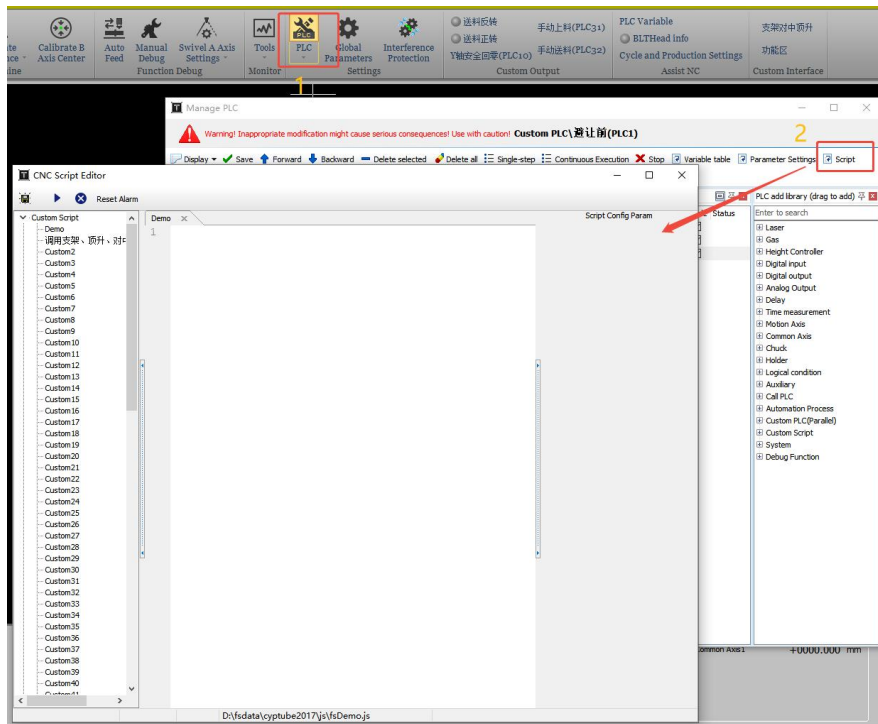 te
nce
ine
Calibrate B
Axis Center
Auto
Feed
Manual
Debug
Swivel A Axis
Settings
Function Debug
Tools
Monitor
PLC
Global
Parameters
Interference
Protection
Settings
送料反转
送料正转
Y轴安全回零(PLC10)
手动上料(PLC31)
手动送料(PLC32)
Custom Output
PLC Variable
BLTHead info
Cycle and Production Settings
Assist NC
支架对中顶升
功能区
Custom Interface
1
Manage PLC
2
Warning! Inappropriate modification might cause serious consequences! Use with caution! Custom PLC\避让前(PLC1)
Display Save Forward Backward Delete selected Delete all Single-step Continuous Execution Stop Variable table Parameter Settings Script
Status
PLC add library (drag to add)
Enter to search
Laser
Gas
Height Controller
Digital input
Digital output
Analog Output
Delay
Time measurement
Motion Axis
Common Axis
Chuck
Holder
Logical condition
Auxiliary
Call PLC
Automation Process
Custom PLC(Parallel)
Custom Script
System
Debug Function
CNC Script Editor
Reset Alarm
Custom Script
Demo
调用支架、顶升、对中
Custom2
Custom3
Custom4
Custom5
Custom6
Custom7
Custom8
Custom9
Custom10
Custom11
Custom12
Custom13
Custom14
Custom15
Custom16
Custom17
Custom18
Custom19
Custom20
Custom21
Custom22
Custom23
Custom24
Custom25
Custom26
Custom27
Custom28
Custom29
Custom30
Custom31
Custom32
Custom33
Custom34
Custom35
Custom36
Custom37
Custom38
Custom39
Custom40
Demo
1
Script Config Param
D:\fsdata\cyptube2017\js\fsDemo.js
ommon Axis1 +0000.000 mm